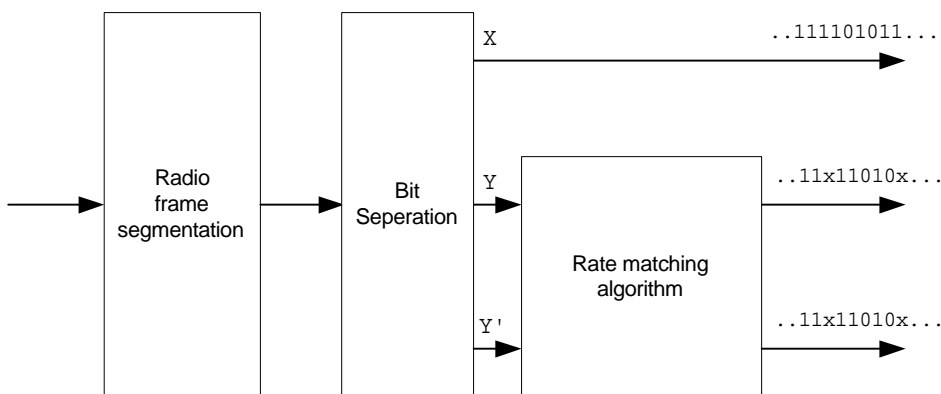 X
..111101011...
Radio
frame
segmentation
Bit
Seperation
Y
..11x11010x...
Rate matching
algorithm
Y'
..11x11010x...